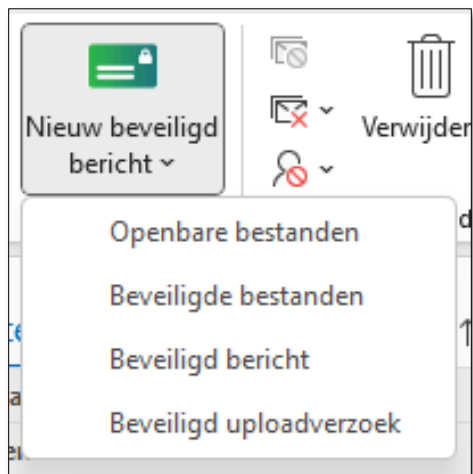 Nieuw beveiligd
bericht
Verwijder
Openbare bestanden
Beveiligde bestanden
Beveiligd bericht
Beveiligd uploadverzoek